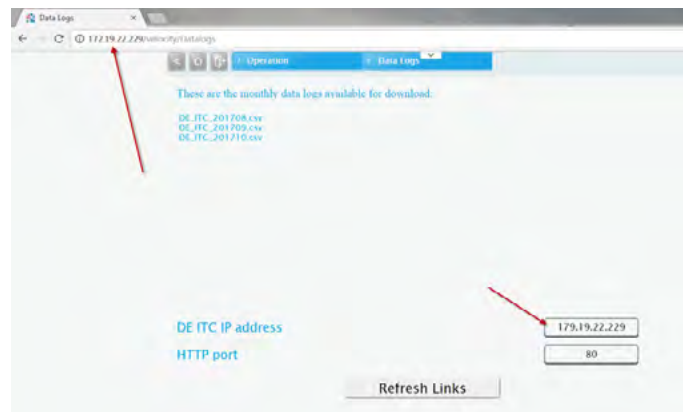 Data Logs
172.19.22.229/velocity/datalogs
Operation
Data Logs
These are the monthly data logs available for download:
DE_ITC_201708.csv
DE_ITC_201709.csv
DE_ITC_201710.csv
DE ITC IP address
179.19.22.229
HTTP port
80
Refresh Links